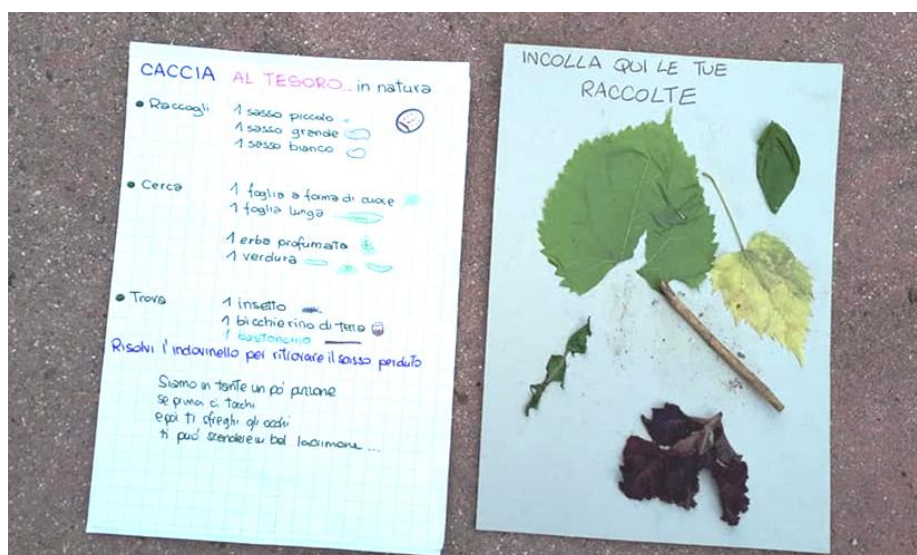 CACCIA AL TESORO.. in natura
Raccogli 1 sasso piccolo
1 sasso grande
1 sasso bianco
Cerca 1 foglia a forma di cuore
1 foglia lunga
1 erba profumata
1 verdura
Trova 1 insetto
1 bicchierino di terra
1 bastoncino
Risolvi l'indovinello per ritrovare il sasso perduto
Siamo in tante un pò
se prima ci tocchi
e poi ti sfreghi gli occhi
ti può scendere un bel lacrimone...
INCOLLA QUI LE TUE
RACCOLTE